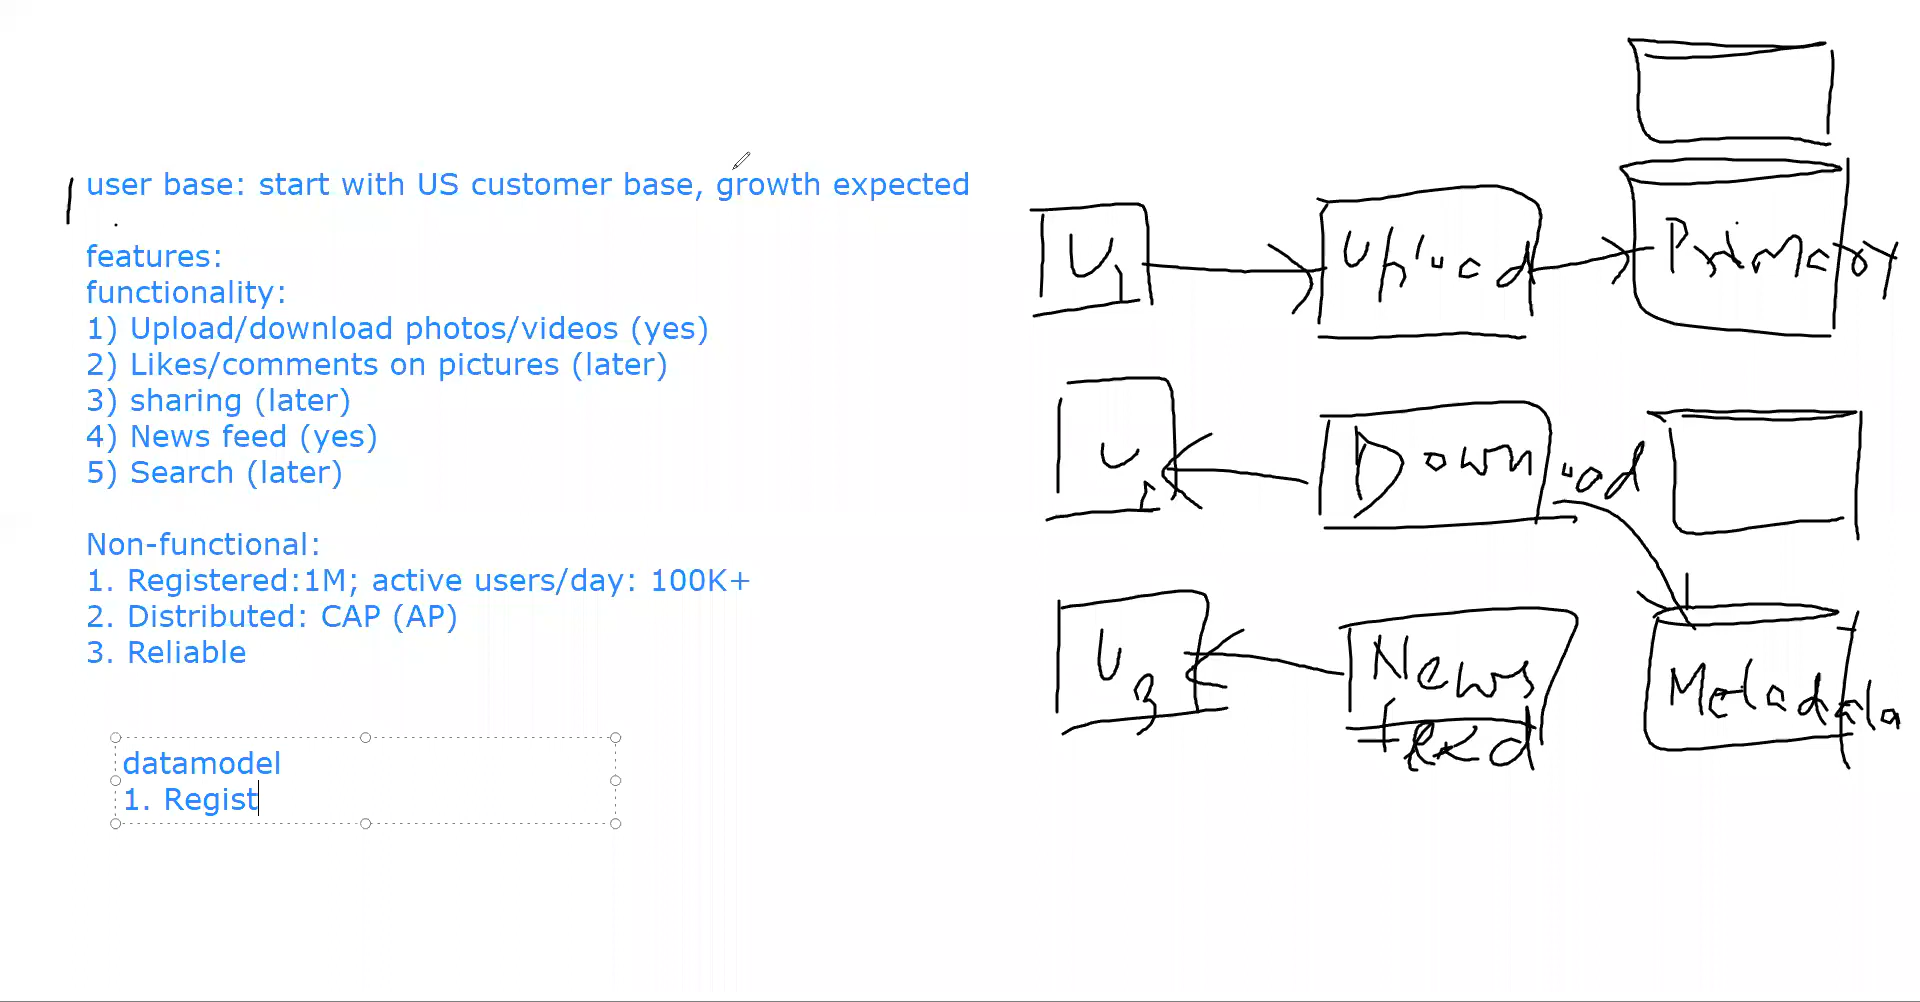 user base: start with US customer base, growth expected
features:
functionality:
1) Upload/download photos/videos (yes)
2) Likes/comments on pictures (later)
3) sharing (later)
4) News feed (yes)
5) Search (later)
Non-functional:
1. Registered:1M; active users/day: 100K+
2. Distributed: CAP (AP)
3. Reliable
datamodel
1. Regist
U1
Upload
Primary
U
Download
U3
News
feed
Metadata